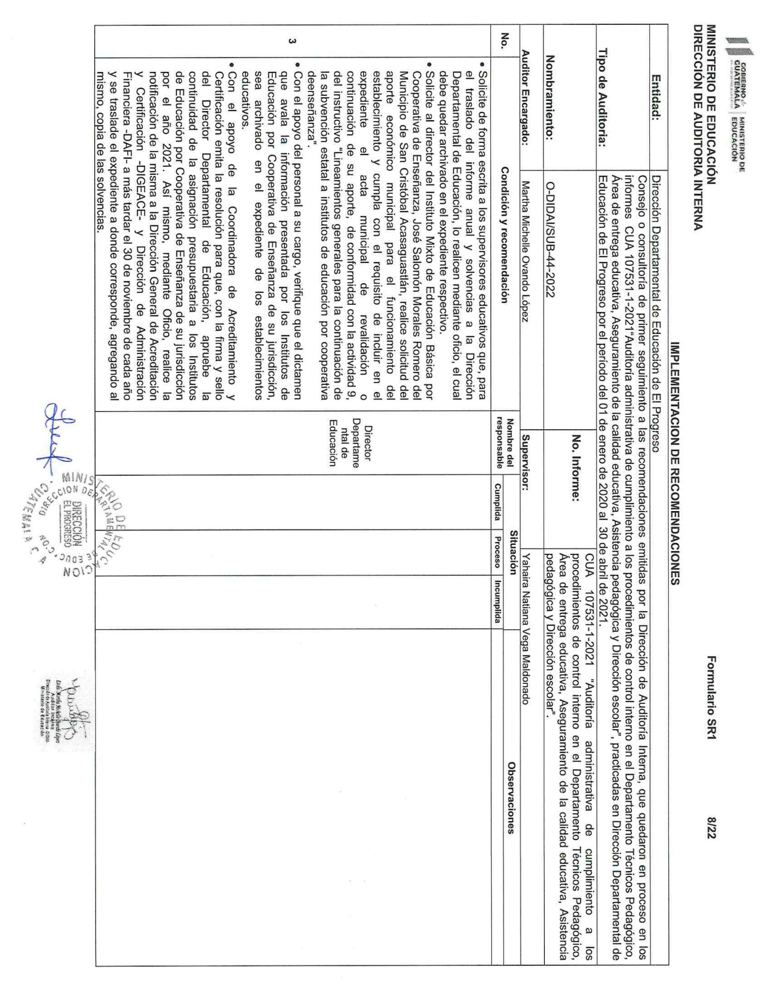 GOBIERNO de
GUATEMALA
MINISTERIO DE
EDUCACIÓN
MINISTERIO DE EDUCACIÓN
DIRECCIÓN DE AUDITORIA INTERNA
Formulario SR1
8/22
IMPLEMENTACION DE RECOMENDACIONES
Entidad:
Dirección Departamental de Educación de El Progreso
Tipo de Auditoria:
Consejo o consultoría de primer seguimiento a las recomendaciones emitidas por la Dirección de Auditoría Interna, que quedaron en proceso en los
informes CUA 107531-1-2021“Auditoría administrativa de cumplimiento a los procedimientos de control interno en el Departamento Técnicos Pedagógico,
Área de entrega educativa, Aseguramiento de la calidad educativa, Asistencia pedagógica y Dirección escolar”, practicadas en Dirección Departamental de
Educación de El Progreso por el período del 01 de enero de 2020 al 30 de abril de 2021.
Nombramiento:
O-DIDAI/SUB-44-2022
No. Informe:
CUA 107531-1-2021 “Auditoría administrativa de cumplimiento a los
procedimientos de control interno en el Departamento Técnicos Pedagógico,
Área de entrega educativa, Aseguramiento de la calidad educativa, Asistencia
pedagógica y Dirección escolar”.
Auditor Encargado:
Martha Michelle Ovando López
Supervisor:
Yahaira Natiana Vega Maldonado
No.
Condición y recomendación
Nombre del
responsable
Situación
Cumplida
Proceso
Incumplida
Observaciones
3
• Solicite de forma escrita a los supervisores educativos que, para
el traslado del informe anual y solvencias a la Dirección
Departamental de Educación, lo realicen mediante oficio, el cual
debe quedar archivado en el expediente respectivo.
• Solicite al director del Instituto Mixto de Educación Básica por
Cooperativa de Enseñanza, José Salomón Morales Romero del
Municipio de San Cristóbal Acasaguastlán, realice solicitud del
aporte económico municipal para el funcionamiento del
establecimiento y cumpla con el requisito de incluir en el
expediente el acta municipal de revalidación o
continuación de su aporte, de conformidad con la actividad 9,
del instructivo “Lineamientos generales para la continuación de
la subvención estatal a institutos de educación por cooperativa
deenseñanza”.
• Con el apoyo del personal a su cargo, verifique que el dictamen
que avala la información presentada por los Institutos de
Educación por Cooperativa de Enseñanza de su jurisdicción,
sea archivado en el expediente de los establecimientos
educativos.
• Con el apoyo de la Coordinadora de Acreditamiento y
Certificación emita la resolución para que, con la firma y sello
del Director Departamental de Educación, apruebe la
continuidad de la asignación presupuestaria a los Institutos
de Educación por Cooperativa de Enseñanza de su jurisdicción
por el año 2021. Así mismo, mediante Oficio, realice la
notificación de la misma a la Dirección General de Acreditación
y Certificación -DIGEACE- y Dirección de Administración
Financiera -DAFI- a más tardar el 30 de noviembre de cada año
y se traslade el expediente a donde corresponde, agregando al
mismo, copia de las solvencias.
Director
Departame
ntal de
Educación
MINISTERIO DE EDUCACION
DIRECCION DEPARTAMENTAL DE EDUC.
DIRECCIÓN
EL PROGRESO
GUATEMALA C A
Licda. Martha Michelle Ovando López
Auditor Interno
Dirección de Auditoría Interna -DIDAI-
Ministerio de Educación